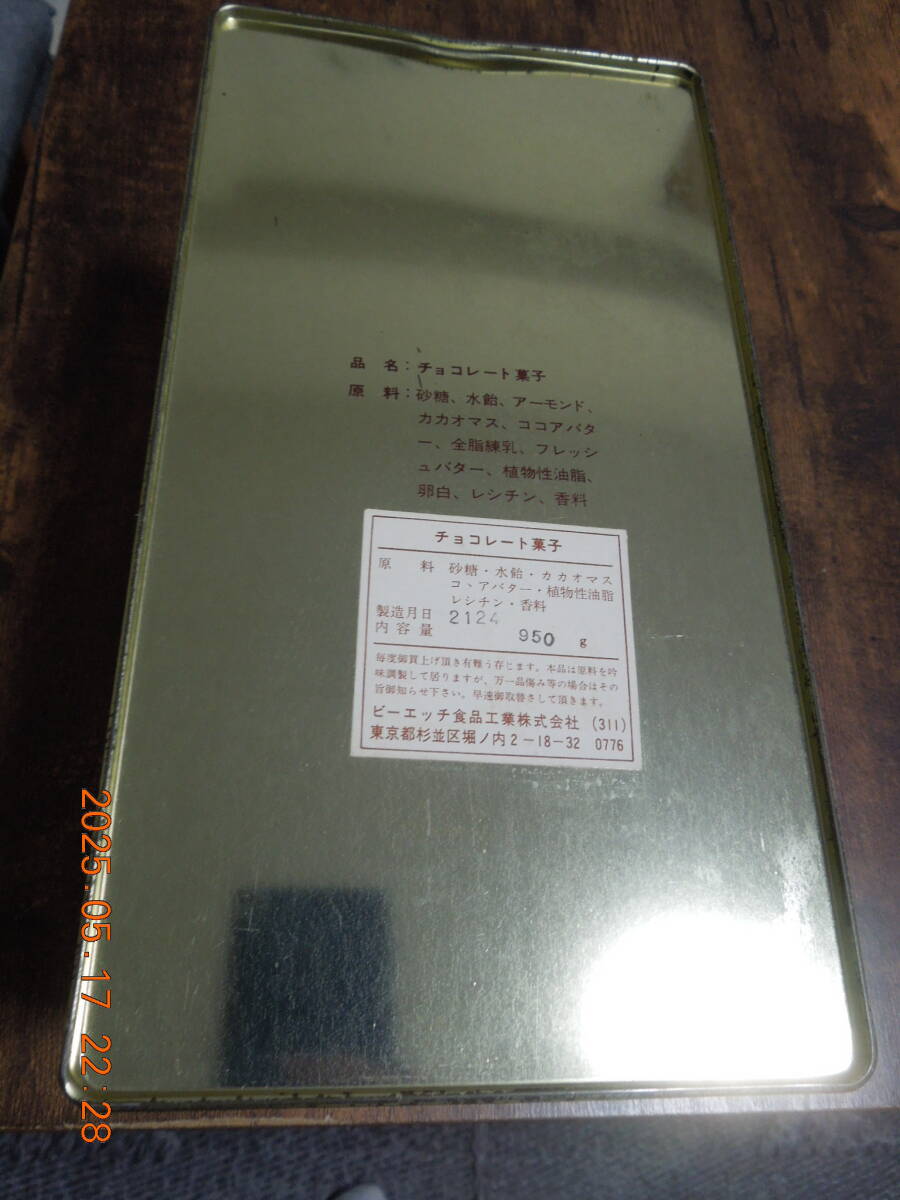 品 名：チョコレート菓子
原 料：砂糖、水飴、アーモンド、
カカオマス、ココアバタ
ー、全脂練乳、フレッシ
ュバター、植物性油脂、
卵白、レシチン、香料
チョコレート菓子
原 料 砂糖・水飴・カカオマス
コヽアバター・植物性油脂
レシチン・香料
製造月日 2124
内容量 950 g
毎度御買上げ頂き有難う存じます。本品は原料を吟
味調製して居りますが、万一品傷み等の場合はその
旨御知らせ下さい。早速御取替さして頂きます。
ビーエッチ食品工業株式会社 (311)
東京都杉並区堀ノ内2－18－32 0776
2025.05.17 22:28